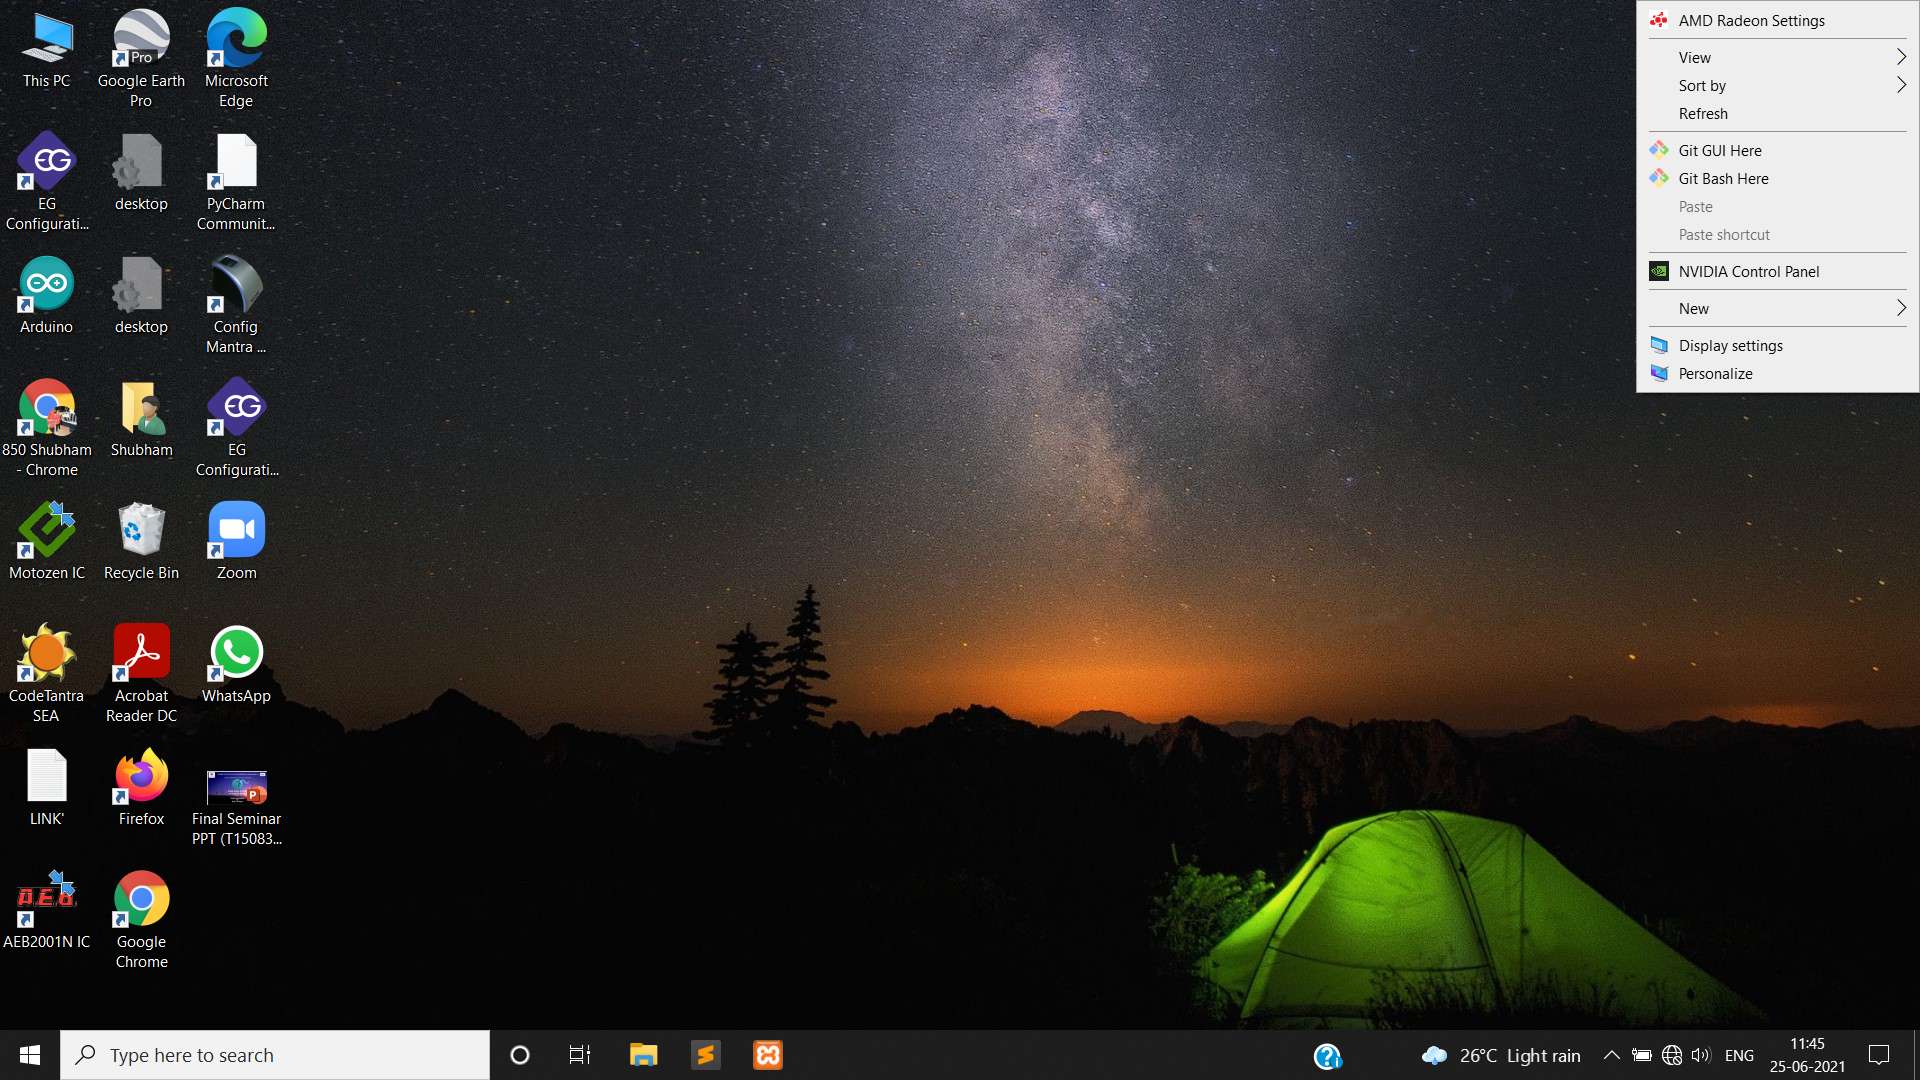 This PC
Pro
Google Earth
Pro
Microsoft
Edge
EG
EG
Configurati...
desktop
PyCharm
Communit...
Arduino
desktop
Config
Mantra ...
850 Shubham
- Chrome
Shubham
EG
EG
Configurati...
Motozen IC
Recycle Bin
Zoom
CodeTantra
SEA
Acrobat
Reader DC
WhatsApp
LINK'
Firefox
P
Final Seminar
PPT (T15083...
AEB2001N IC
Google
Chrome
AMD Radeon Settings
View
Sort by
Refresh
Git GUI Here
Git Bash Here
Paste
Paste shortcut
NVIDIA Control Panel
New
Display settings
Personalize
Type here to search
26°C Light rain
ENG
11:45
25-06-2021